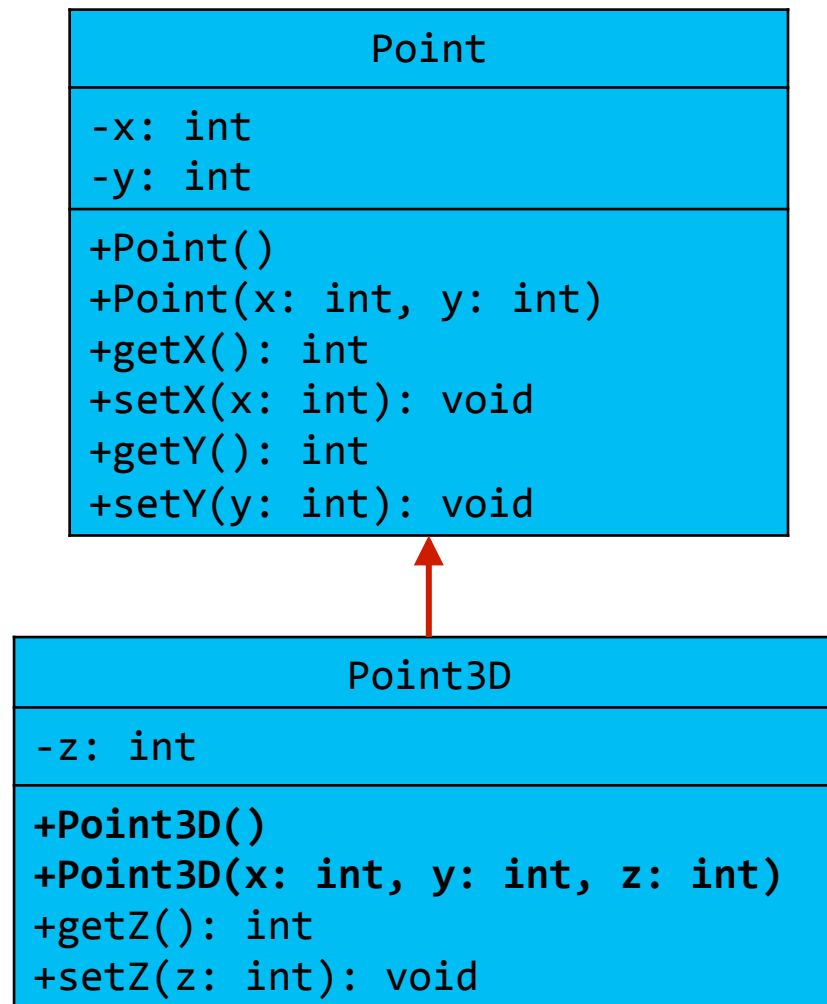 Point
-x: int
-y: int
+Point()
+Point(x: int, y: int)
+getX(): int
+setX(x: int): void
+getY(): int
+setY(y: int): void
Point3D
-z: int
+Point3D()
+Point3D(x: int, y: int, z: int)
+getZ(): int
+setZ(z: int): void